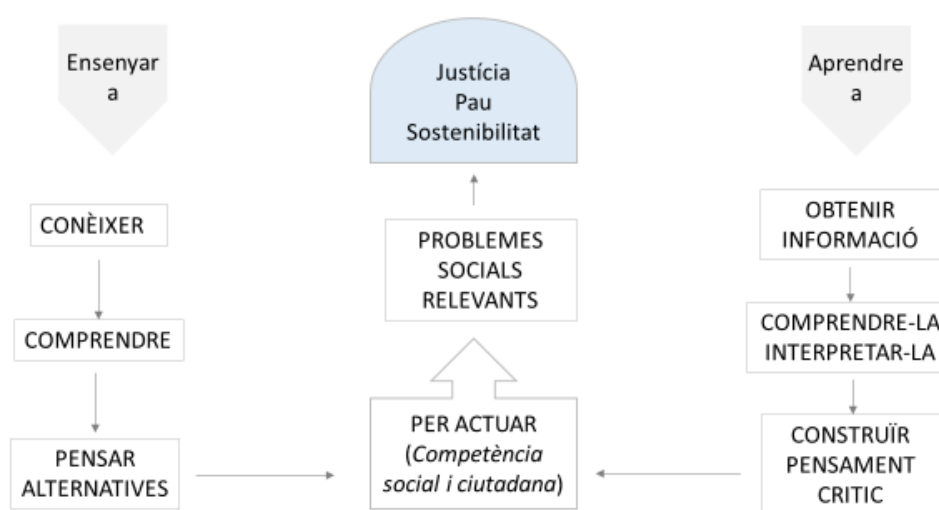 Ensenyar
a
CONÈIXER
COMPRENDRE
PENSAR
ALTERNATIVES
Justícia
Pau
Sostenibilitat
PROBLEMES
SOCIALS
RELEVANTS
PER ACTUAR
(Competència
social i ciutadana)
Aprendre
a
OBTENIR
INFORMACIÓ
COMPRENDRE-LA
INTERPRETAR-LA
CONSTRUÏR
PENSAMENT
CRITIC